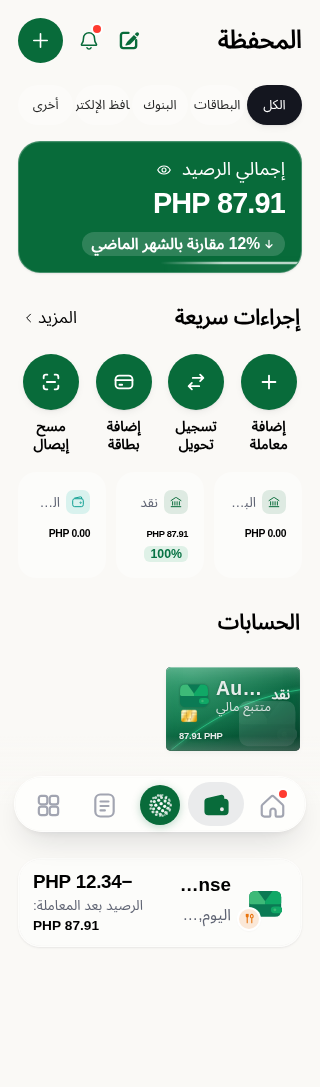 المحفظة
الكل
البطاقات
البنوك
افظ الإلكتر
أخرى
إجمالي الرصيد
PHP 87.91
↓ 12% مقارنة بالشهر الماضي
إجراءات سريعة
المزيد
إضافة معاملة
تسجيل تحويل
إضافة بطاقة
مسح إيصال
البـ...
PHP 0.00
نقد
PHP 87.91
100%
الـ...
PHP 0.00
الحسابات
نقد
Au...
متتبع مالي
87.91 PHP
...nse
PHP 12.34–
اليوم,...
الرصيد بعد المعاملة:
PHP 87.91